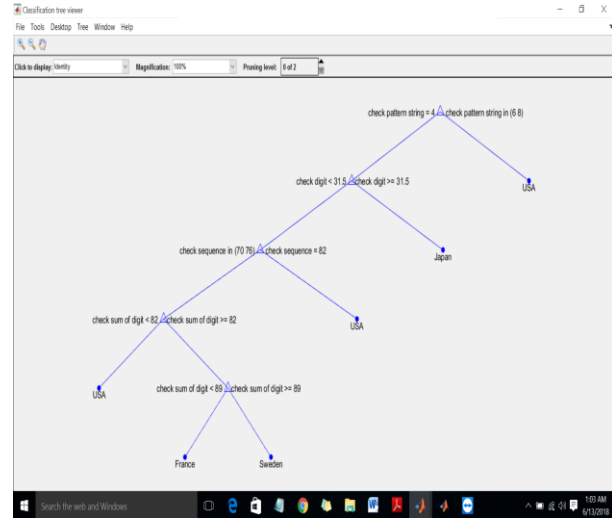 Classification tree viewer
File Tools Desktop Tree Window Help
Click to display: Identity Magnification: 100% Pruning level: 0 of 2
check pattern string = 4 check pattern string in (6 8)
check digit < 31.5 check digit >= 31.5
USA
check sequence in (70 76) check sequence = 82
Japan
check sum of digit < 82 check sum of digit >= 82
USA
check sum of digit < 89 check sum of digit >= 89
USA
France Sweden
Search the web and Windows
1:03 AM
6/13/2018